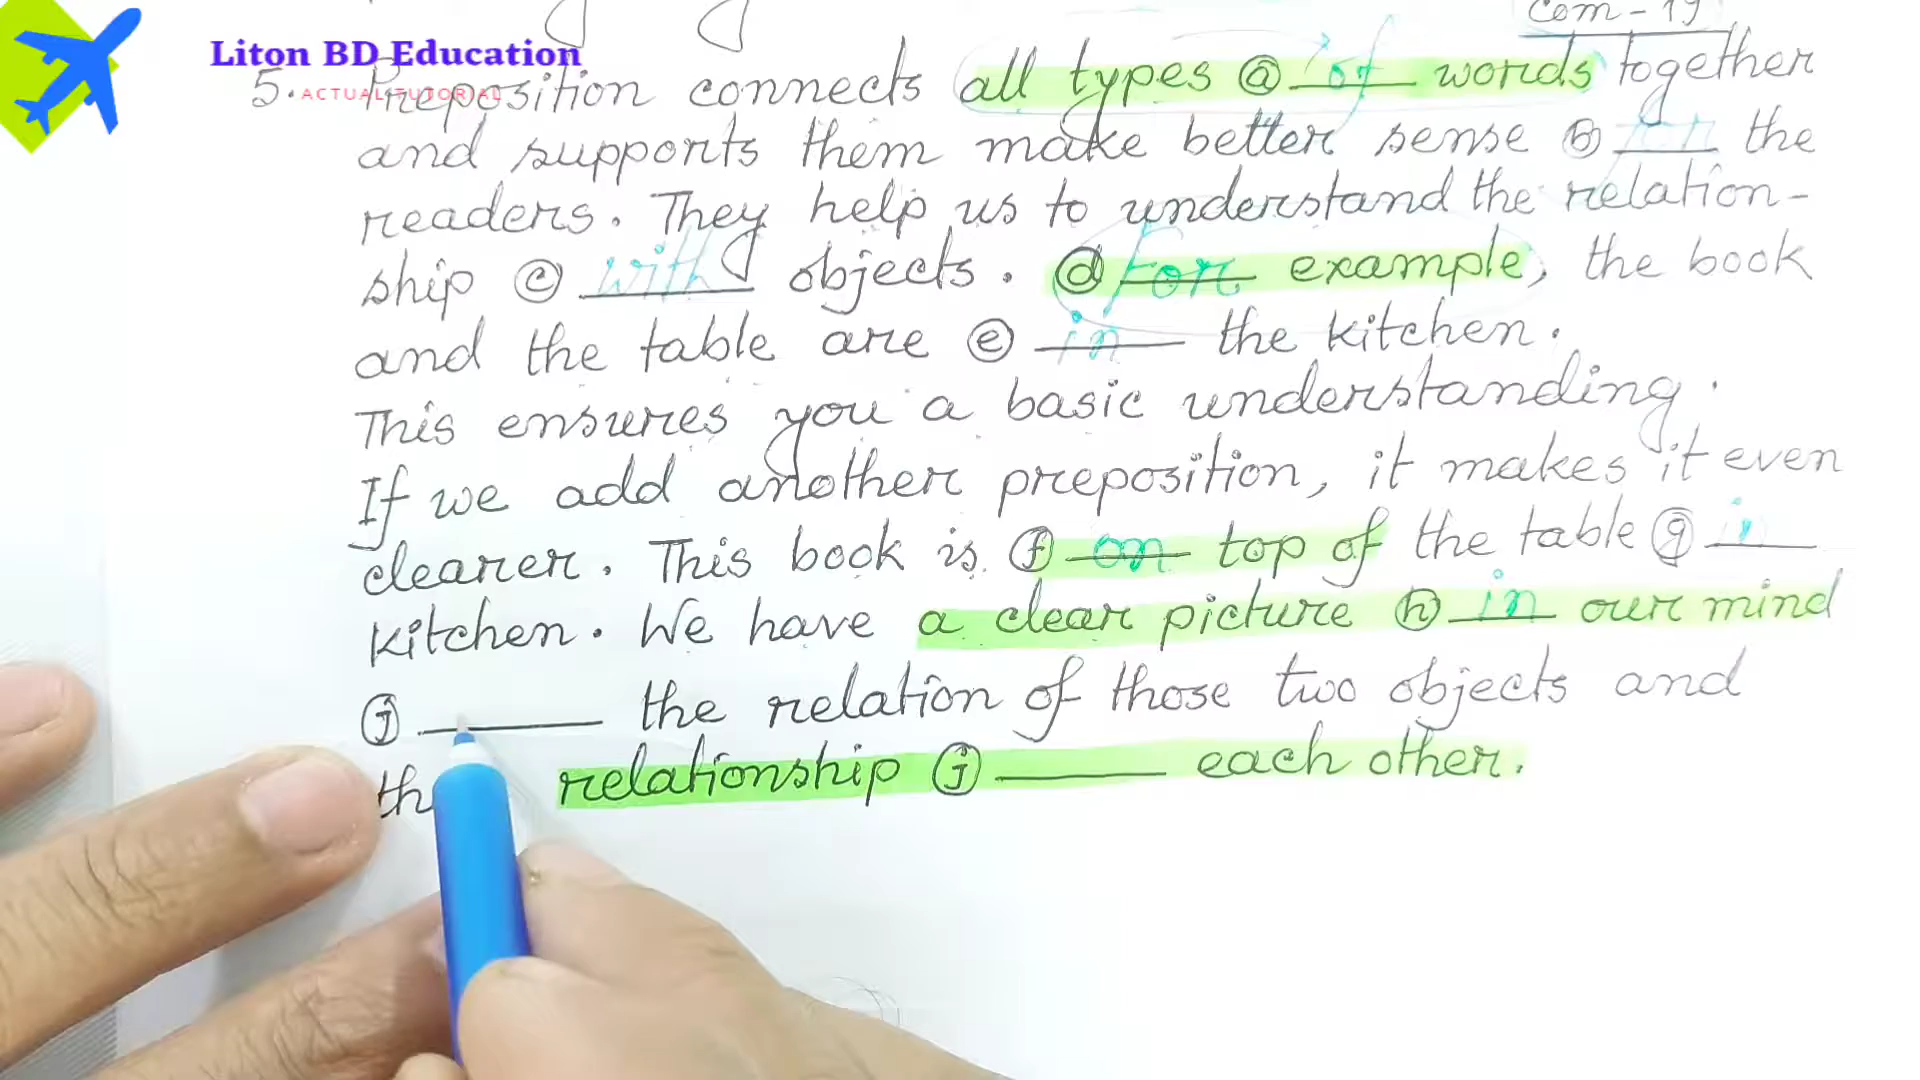 Com-19
Liton BD Education
ACTUAL TUTORIAL
5. Preposition connects all types ⓐ of words together
and supports them make better sense ⓑ for the
readers. They help us to understand the relation-
ship ⓒ with objects. ⓓ For example, the book
and the table are ⓔ in the kitchen.
This ensures you a basic understanding.
If we add another preposition, it makes it even
clearer. This book is ⓕ on top of the table ⓖ in
kitchen. We have a clear picture ⓗ in our mind
ⓙ ______ the relation of those two objects and
relationship ⓙ ______ each other.